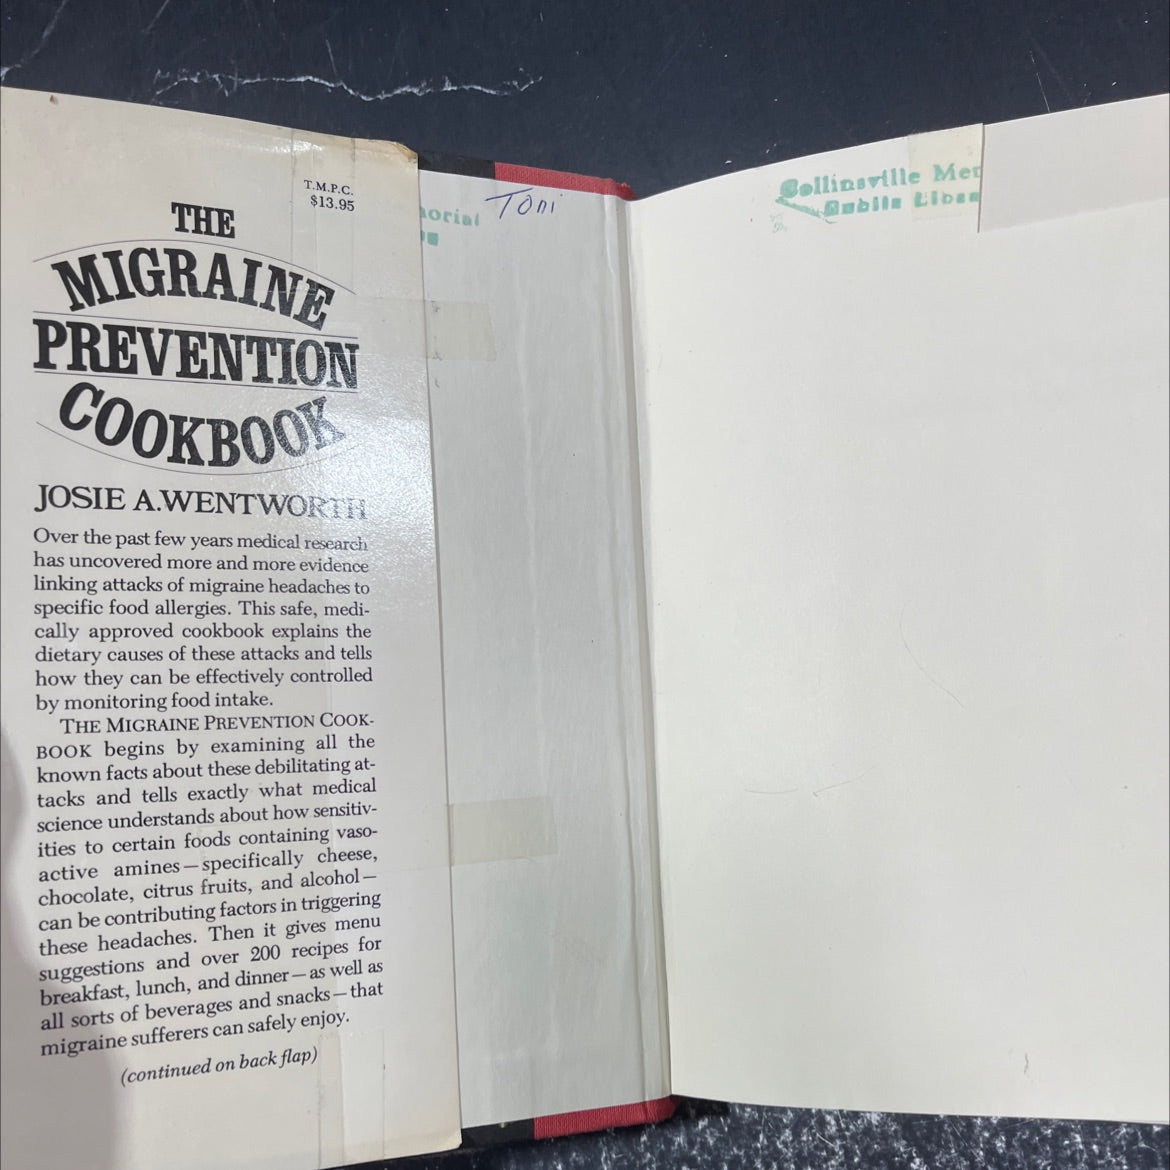 T.M.P.C.
$13.95
THE
MIGRAINE
PREVENTION
COOKBOOK
JOSIE A.WENTWORTH
Over the past few years medical research
has uncovered more and more evidence
linking attacks of migraine headaches to
specific food allergies. This safe, medi-
cally approved cookbook explains the
dietary causes of these attacks and tells
how they can be effectively controlled
by monitoring food intake.
THE MIGRAINE PREVENTION COOK-
BOOK begins by examining all the
known facts about these debilitating at-
tacks and tells exactly what medical
science understands about how sensitiv-
ities to certain foods containing vaso-
active amines—specifically cheese,
chocolate, citrus fruits, and alcohol—
can be contributing factors in triggering
these headaches. Then it gives menu
suggestions and over 200 recipes for
breakfast, lunch, and dinner—as well as
all sorts of beverages and snacks—that
migraine sufferers can safely enjoy.
(continued on back flap)
orial
Toni
Collinsville Mem
Public Libra